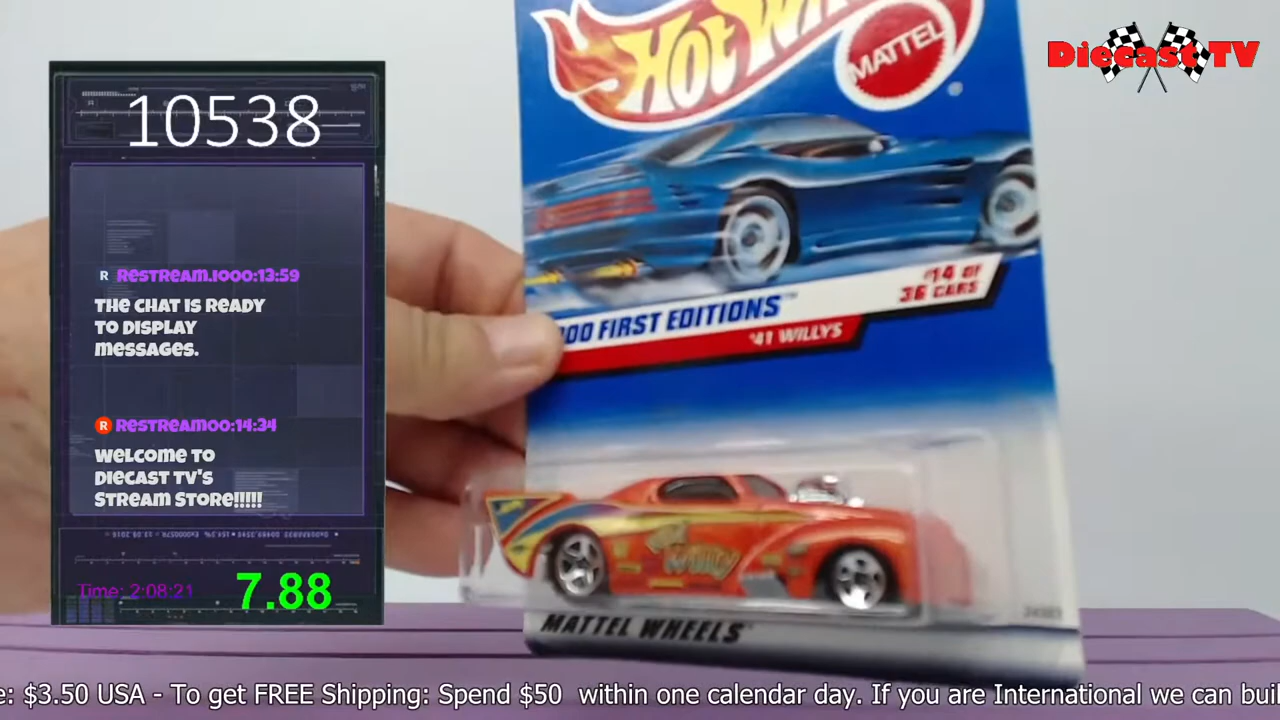 Diecast TV
10538
Restream.1000:13:59
THE CHAT IS READY
TO DISPLAY
MESSAGES.
Restream00:14:34
WELCOME TO
DIECAST TV'S
STREAM STORE!!!!!
Time: 2:08:21
7.88
HOT
MATTEL
®
#14 OF
36 CARS
00 FIRST EDITIONS™
'41 WILLYS
MATTEL WHEELS
e: $3.50 USA - To get FREE Shipping: Spend $50 within one calendar day. If you are International we can buil